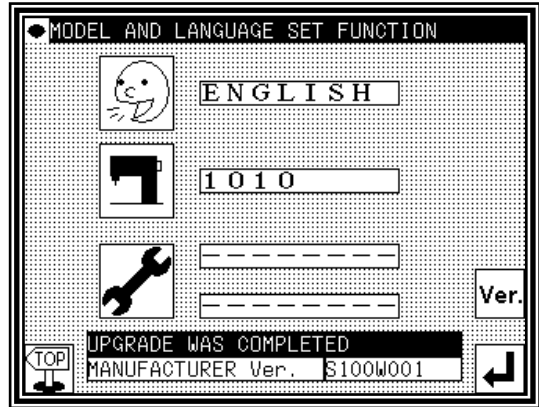 MODEL AND LANGUAGE SET FUNCTION
ENGLISH
1010
--------
--------
Ver.
UPGRADE WAS COMPLETED
TOP
MANUFACTURER Ver. S100W001